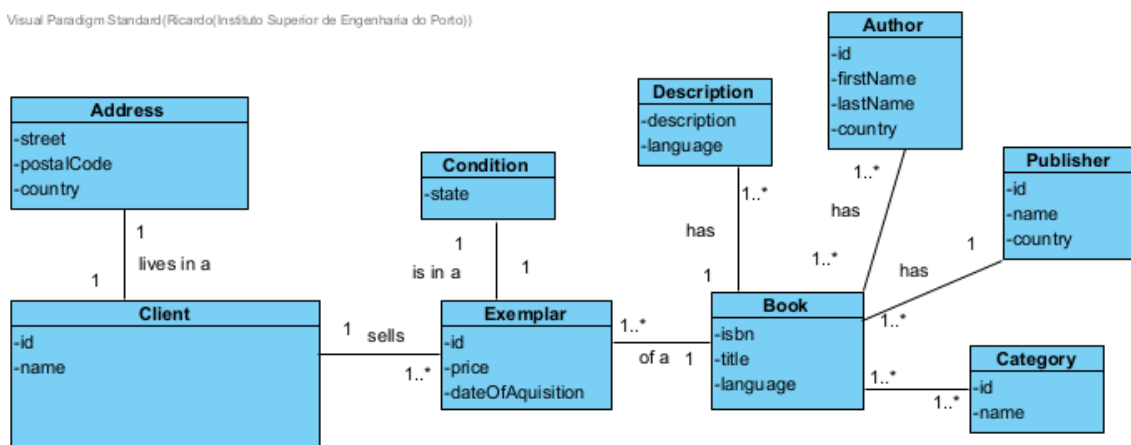 Visual Paradigm Standard(Ricardo(Instituto Superior de Engenharia do Porto))
Author
-id
-firstName
-lastName
-country
Description
-description
-language
Address
-street
-postalCode
-country
Condition
-state
Publisher
-id
-name
-country
1..*
1..*
1
lives in a
1
1
is in a
1
has
1
has
1..*
1
has
1..*
Client
-id
-name
1
sells
1..*
Exemplar
-id
-price
-dateOfAquisition
1..*
of a
1
Book
-isbn
-title
-language
1..*
1..*
Category
-id
-name